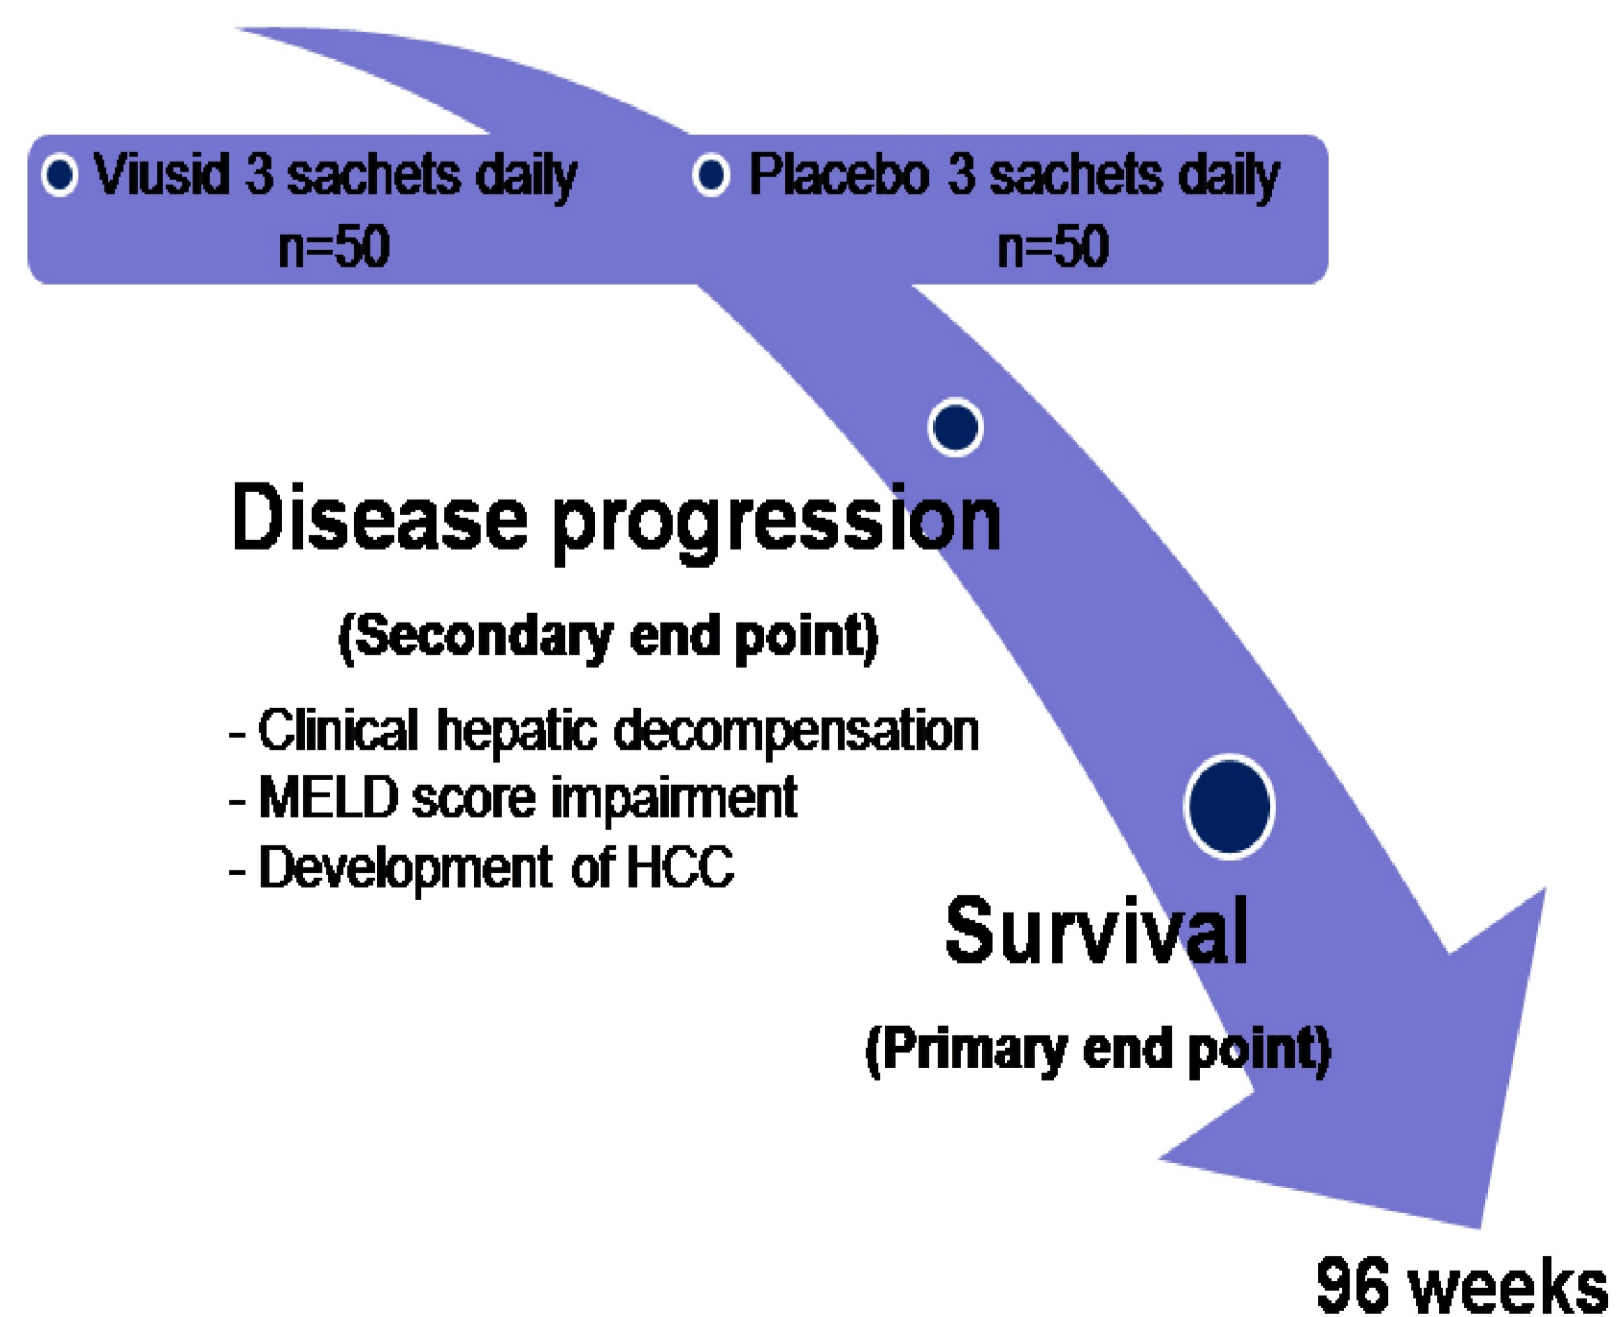 Viusid 3 sachets daily
n=50
Placebo 3 sachets daily
n=50
Disease progression
(Secondary end point)
- Clinical hepatic decompensation
- MELD score impairment
- Development of HCC
Survival
(Primary end point)
96 weeks